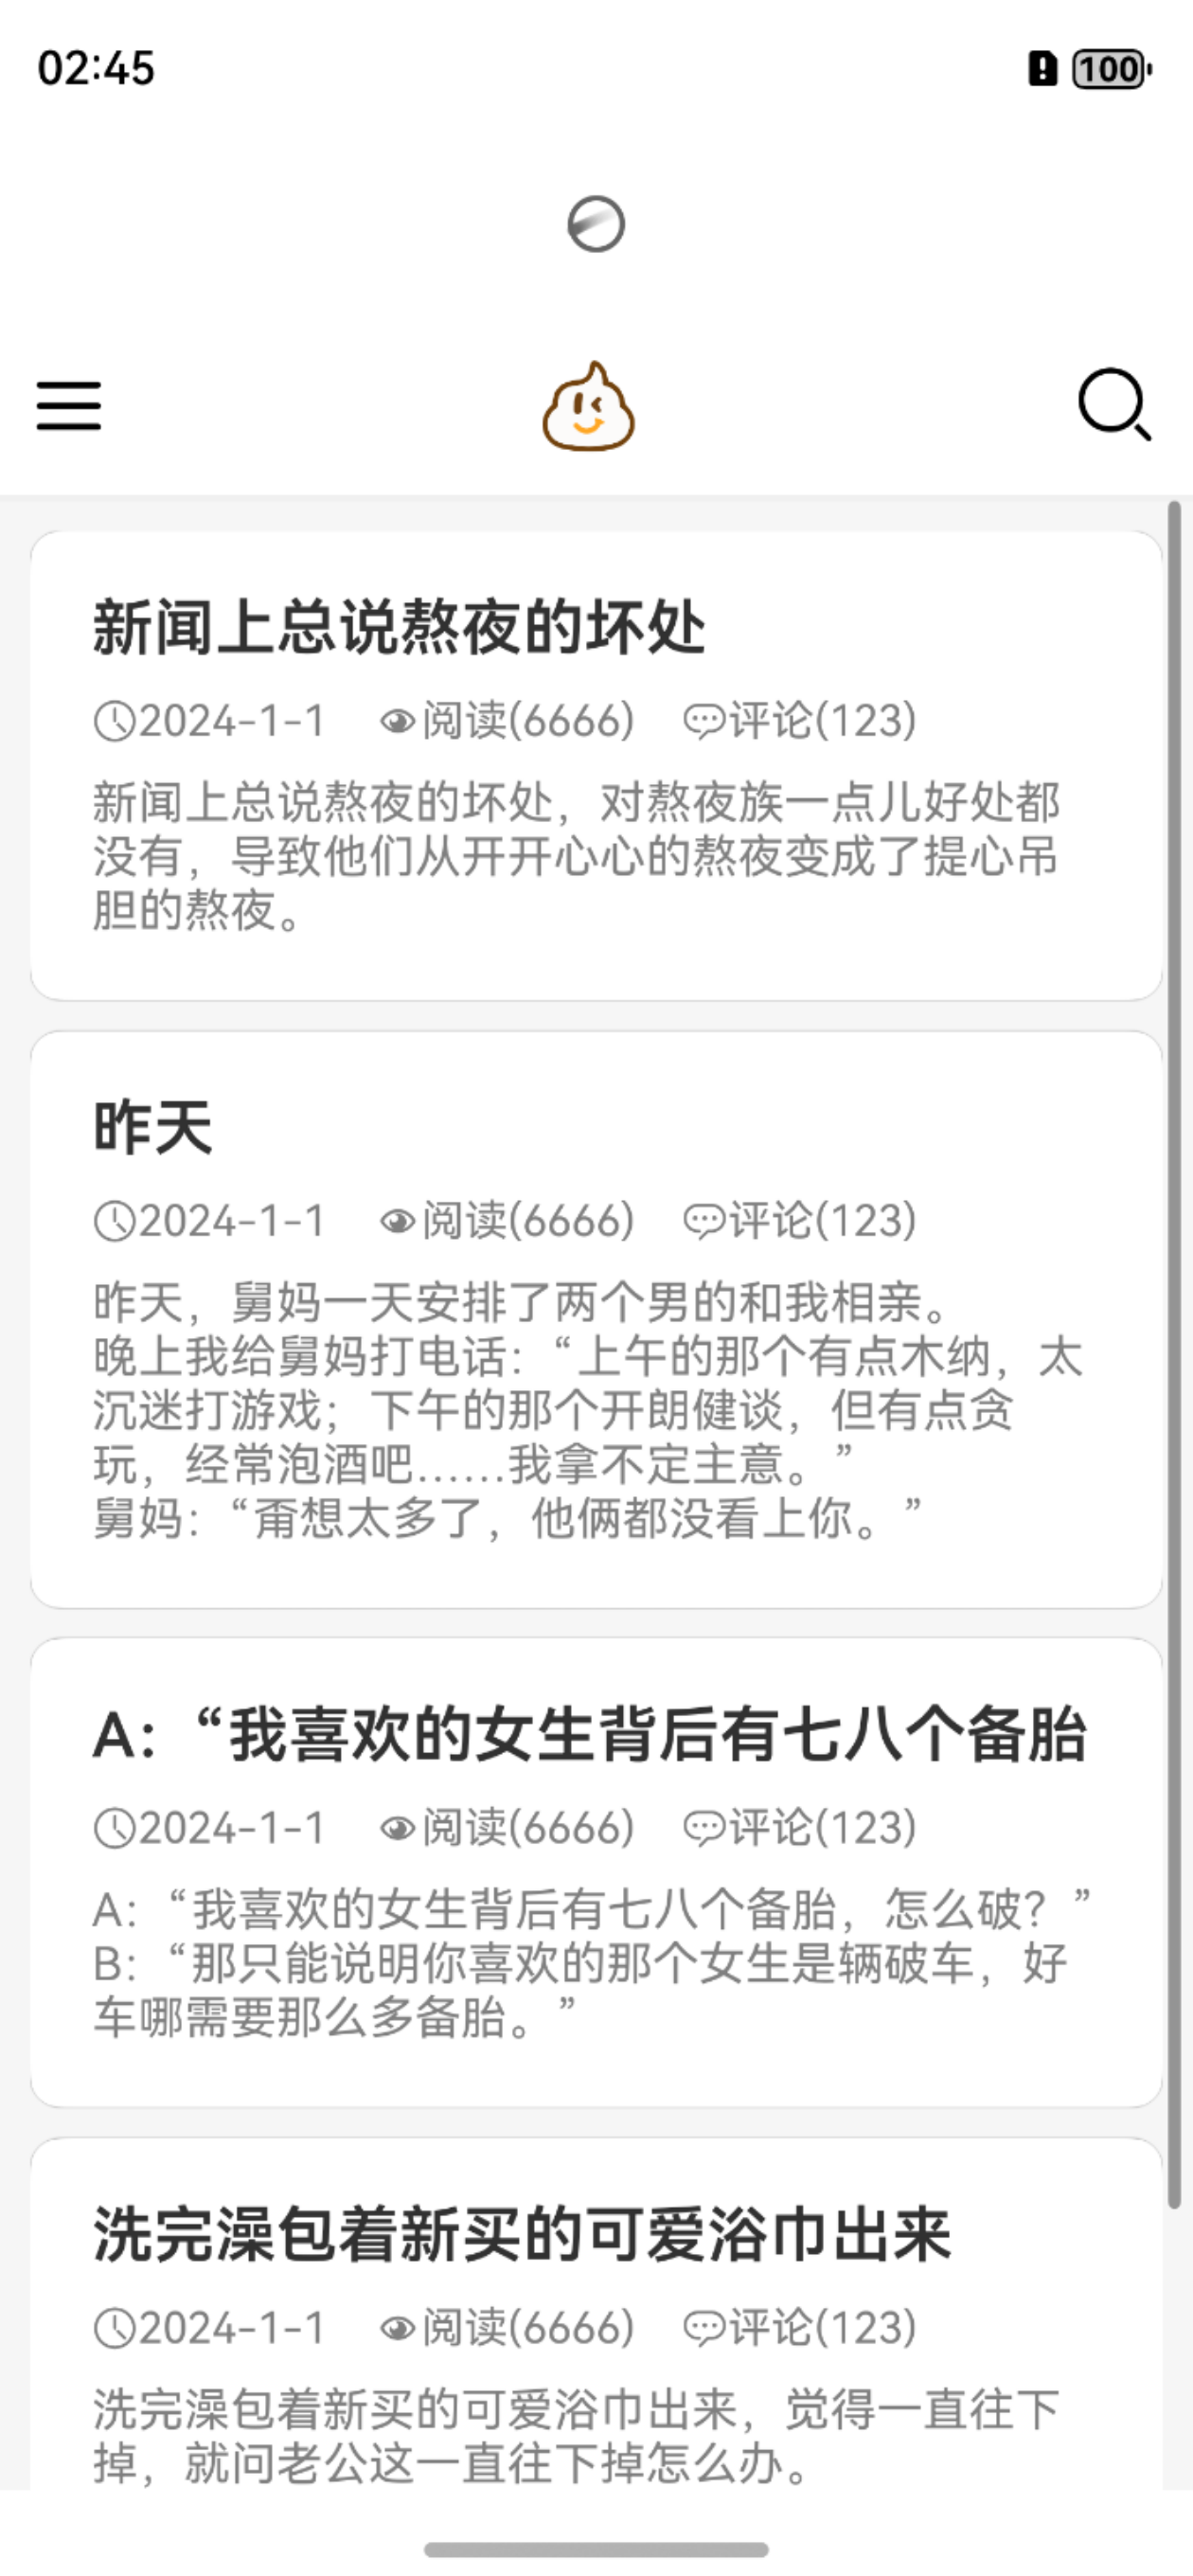 02:45
100
新闻上总说熬夜的坏处
2024-1-1 阅读(6666) 评论(123)
新闻上总说熬夜的坏处，对熬夜族一点儿好处都
没有，导致他们从开开心心的熬夜变成了提心吊
胆的熬夜。
昨天
2024-1-1 阅读(6666) 评论(123)
昨天，舅妈一天安排了两个男的和我相亲。
晚上我给舅妈打电话：“上午的那个有点木纳，太
沉迷打游戏；下午的那个开朗健谈，但有点贪
玩，经常泡酒吧……我拿不定主意。”
舅妈：“甭想太多了，他俩都没看上你。”
A：“我喜欢的女生背后有七八个备胎
2024-1-1 阅读(6666) 评论(123)
A：“我喜欢的女生背后有七八个备胎，怎么破？”
B：“那只能说明你喜欢的那个女生是辆破车，好
车哪需要那么多备胎。”
洗完澡包着新买的可爱浴巾出来
2024-1-1 阅读(6666) 评论(123)
洗完澡包着新买的可爱浴巾出来，觉得一直往下
掉，就问老公这一直往下掉怎么办。